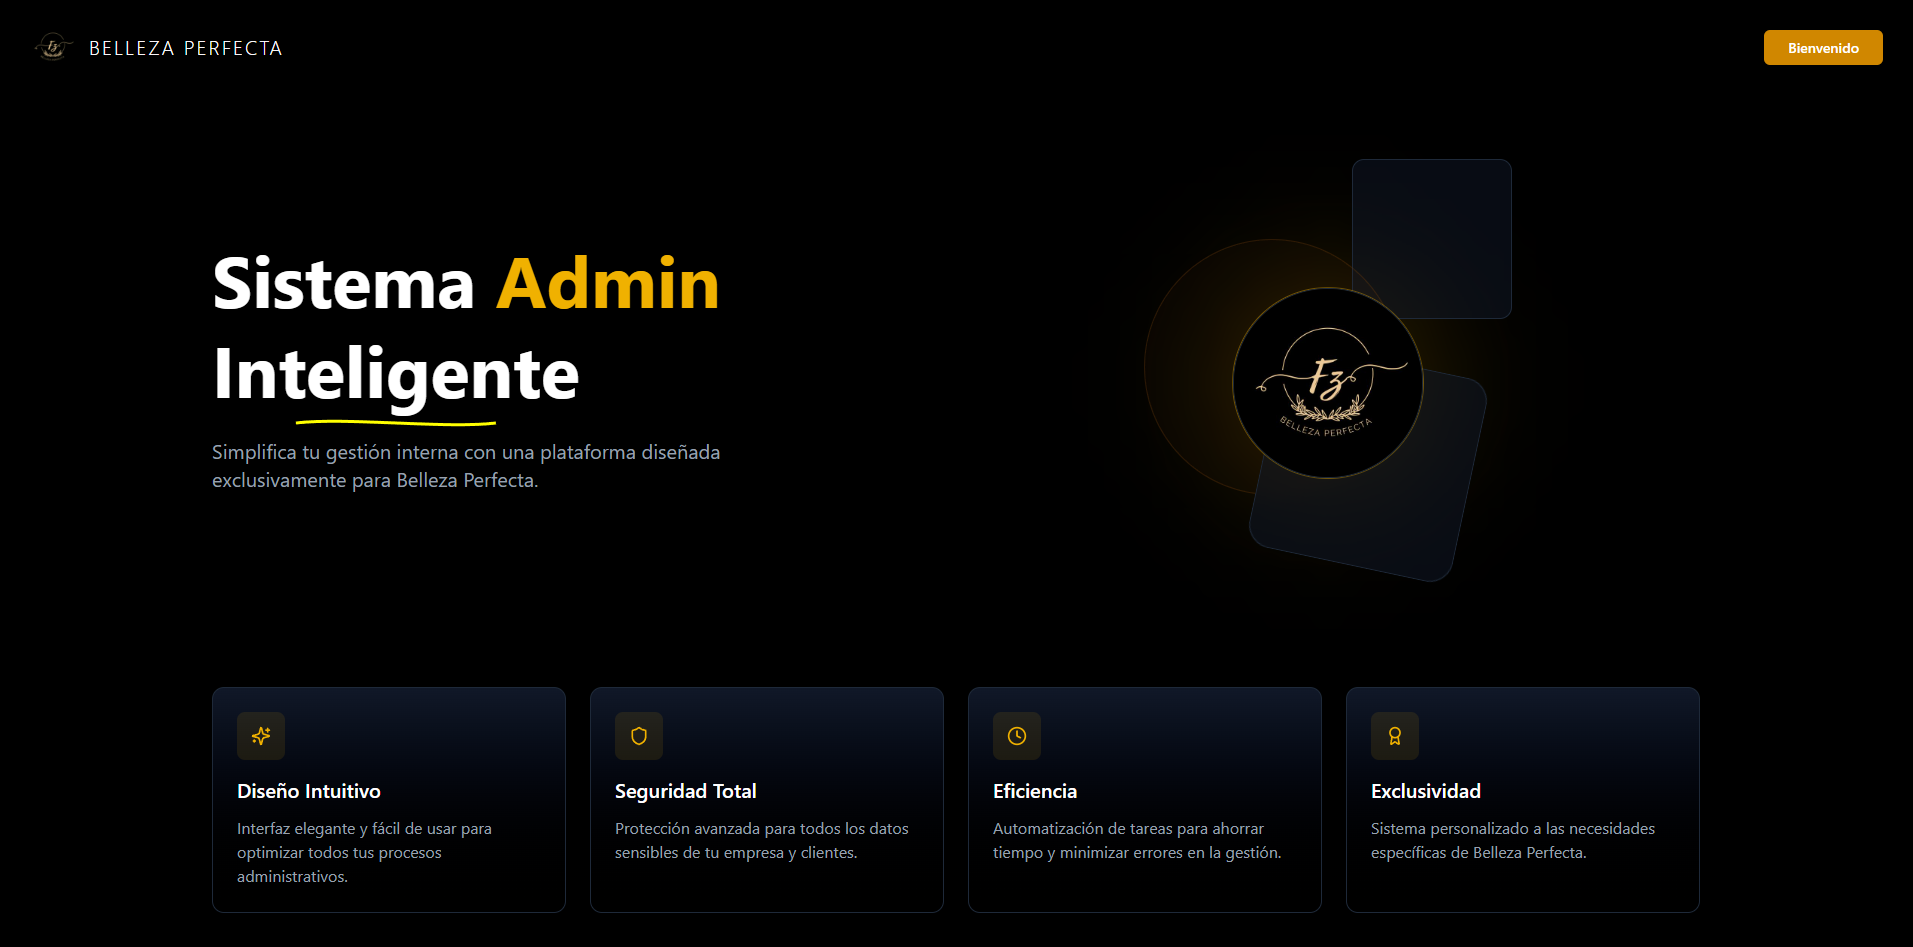 BELLEZA PERFECTA
Bienvenido
Sistema Admin
Inteligente
Simplifica tu gestión interna con una plataforma diseñada
exclusivamente para Belleza Perfecta.
Fz
BELLEZA PERFECTA
Diseño Intuitivo
Interfaz elegante y fácil de usar para
optimizar todos tus procesos
administrativos.
Seguridad Total
Protección avanzada para todos los datos
sensibles de tu empresa y clientes.
Eficiencia
Automatización de tareas para ahorrar
tiempo y minimizar errores en la gestión.
Exclusividad
Sistema personalizado a las necesidades
específicas de Belleza Perfecta.